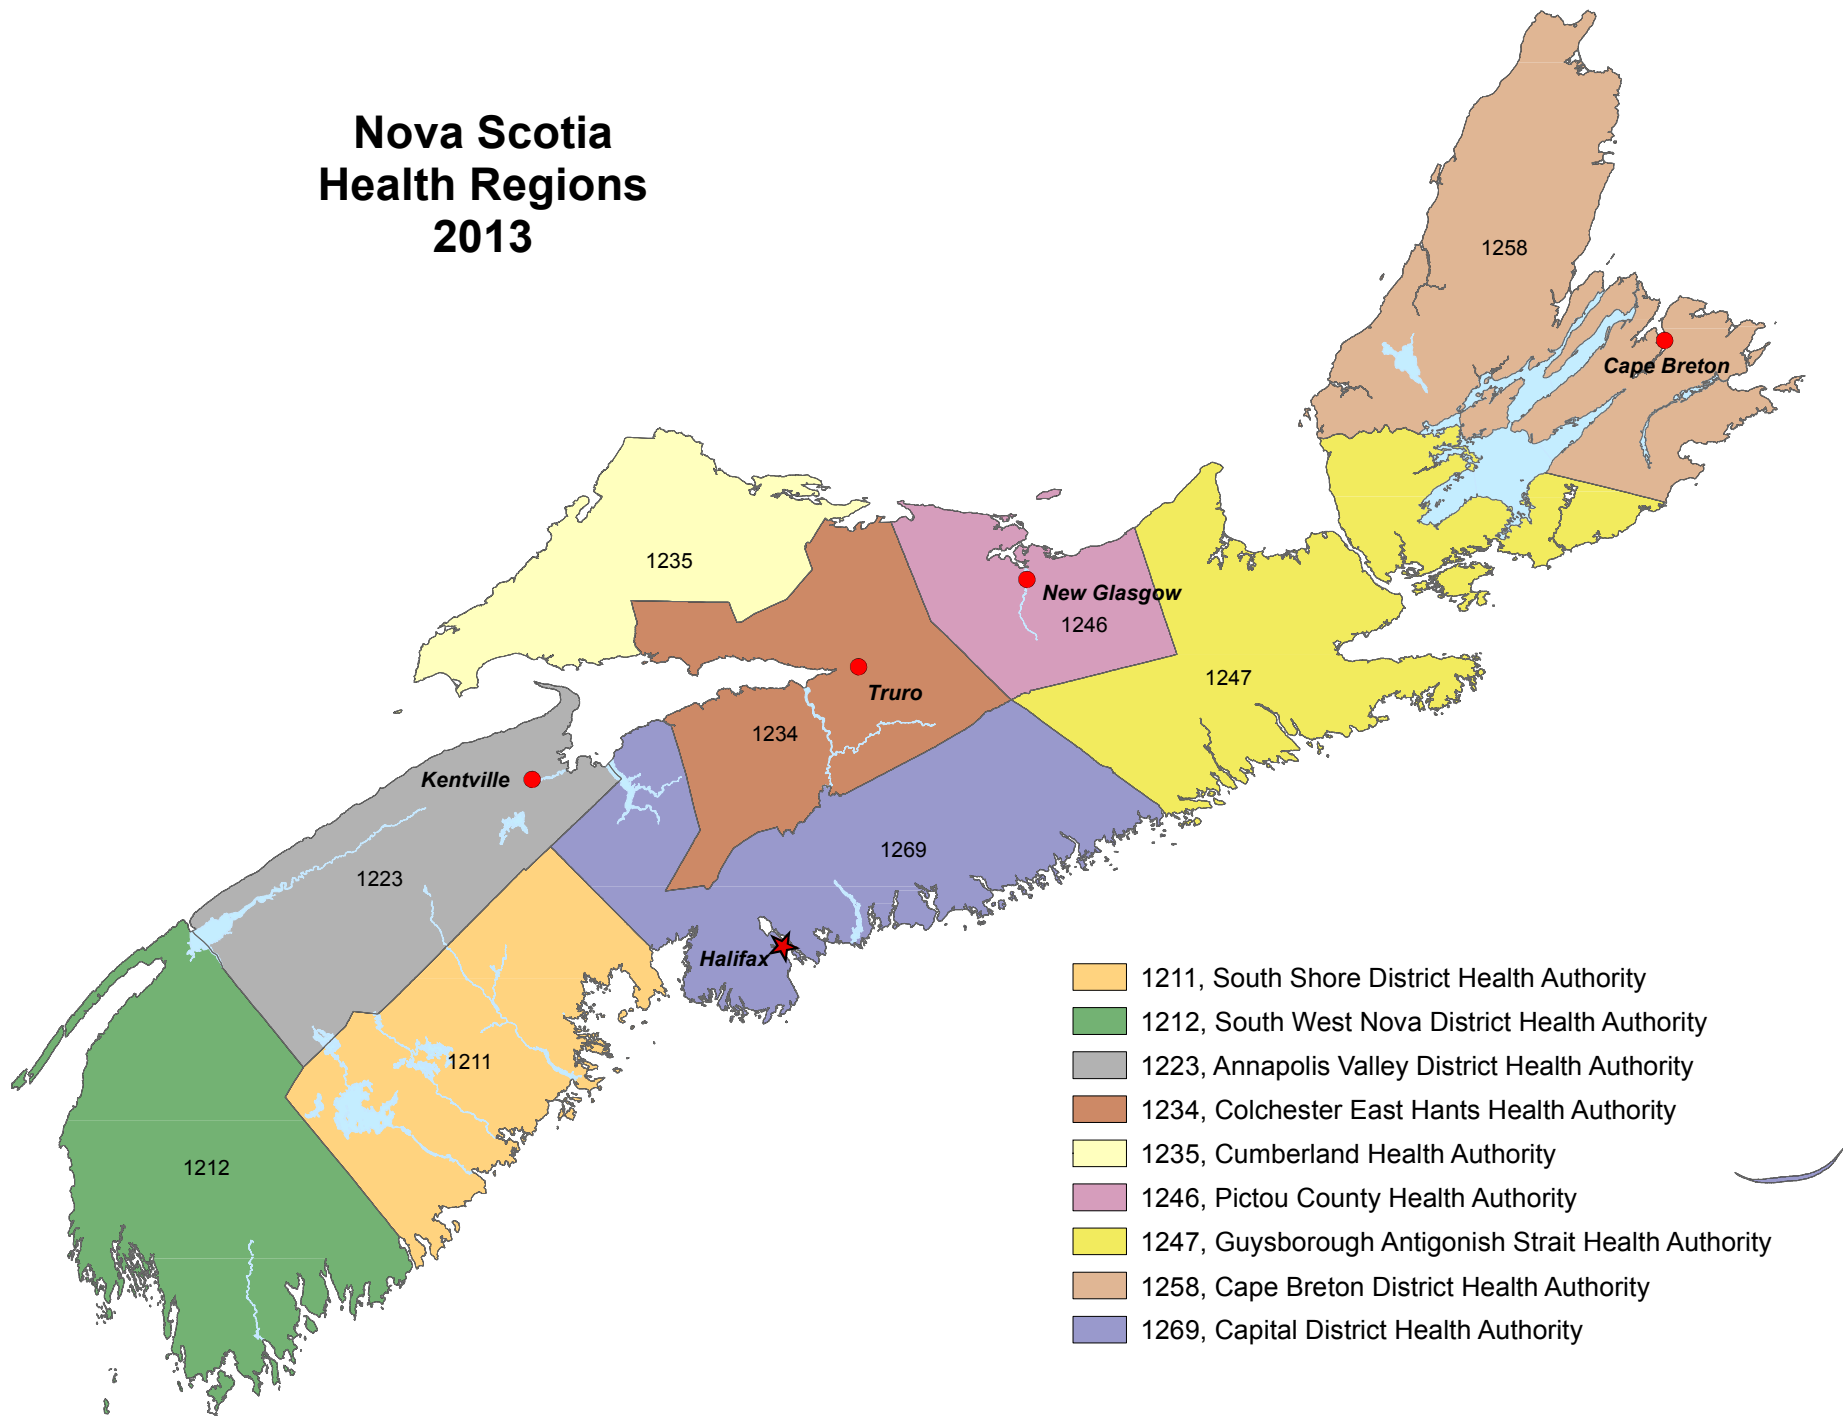 Nova Scotia
Health Regions
2013
1258
Cape Breton
1235
New Glasgow
1246
1247
Truro
1234
Kentville
1269
1223
Halifax
1211
1212
1211, South Shore District Health Authority
1212, South West Nova District Health Authority
1223, Annapolis Valley District Health Authority
1234, Colchester East Hants Health Authority
1235, Cumberland Health Authority
1246, Pictou County Health Authority
1247, Guysborough Antigonish Strait Health Authority
1258, Cape Breton District Health Authority
1269, Capital District Health Authority